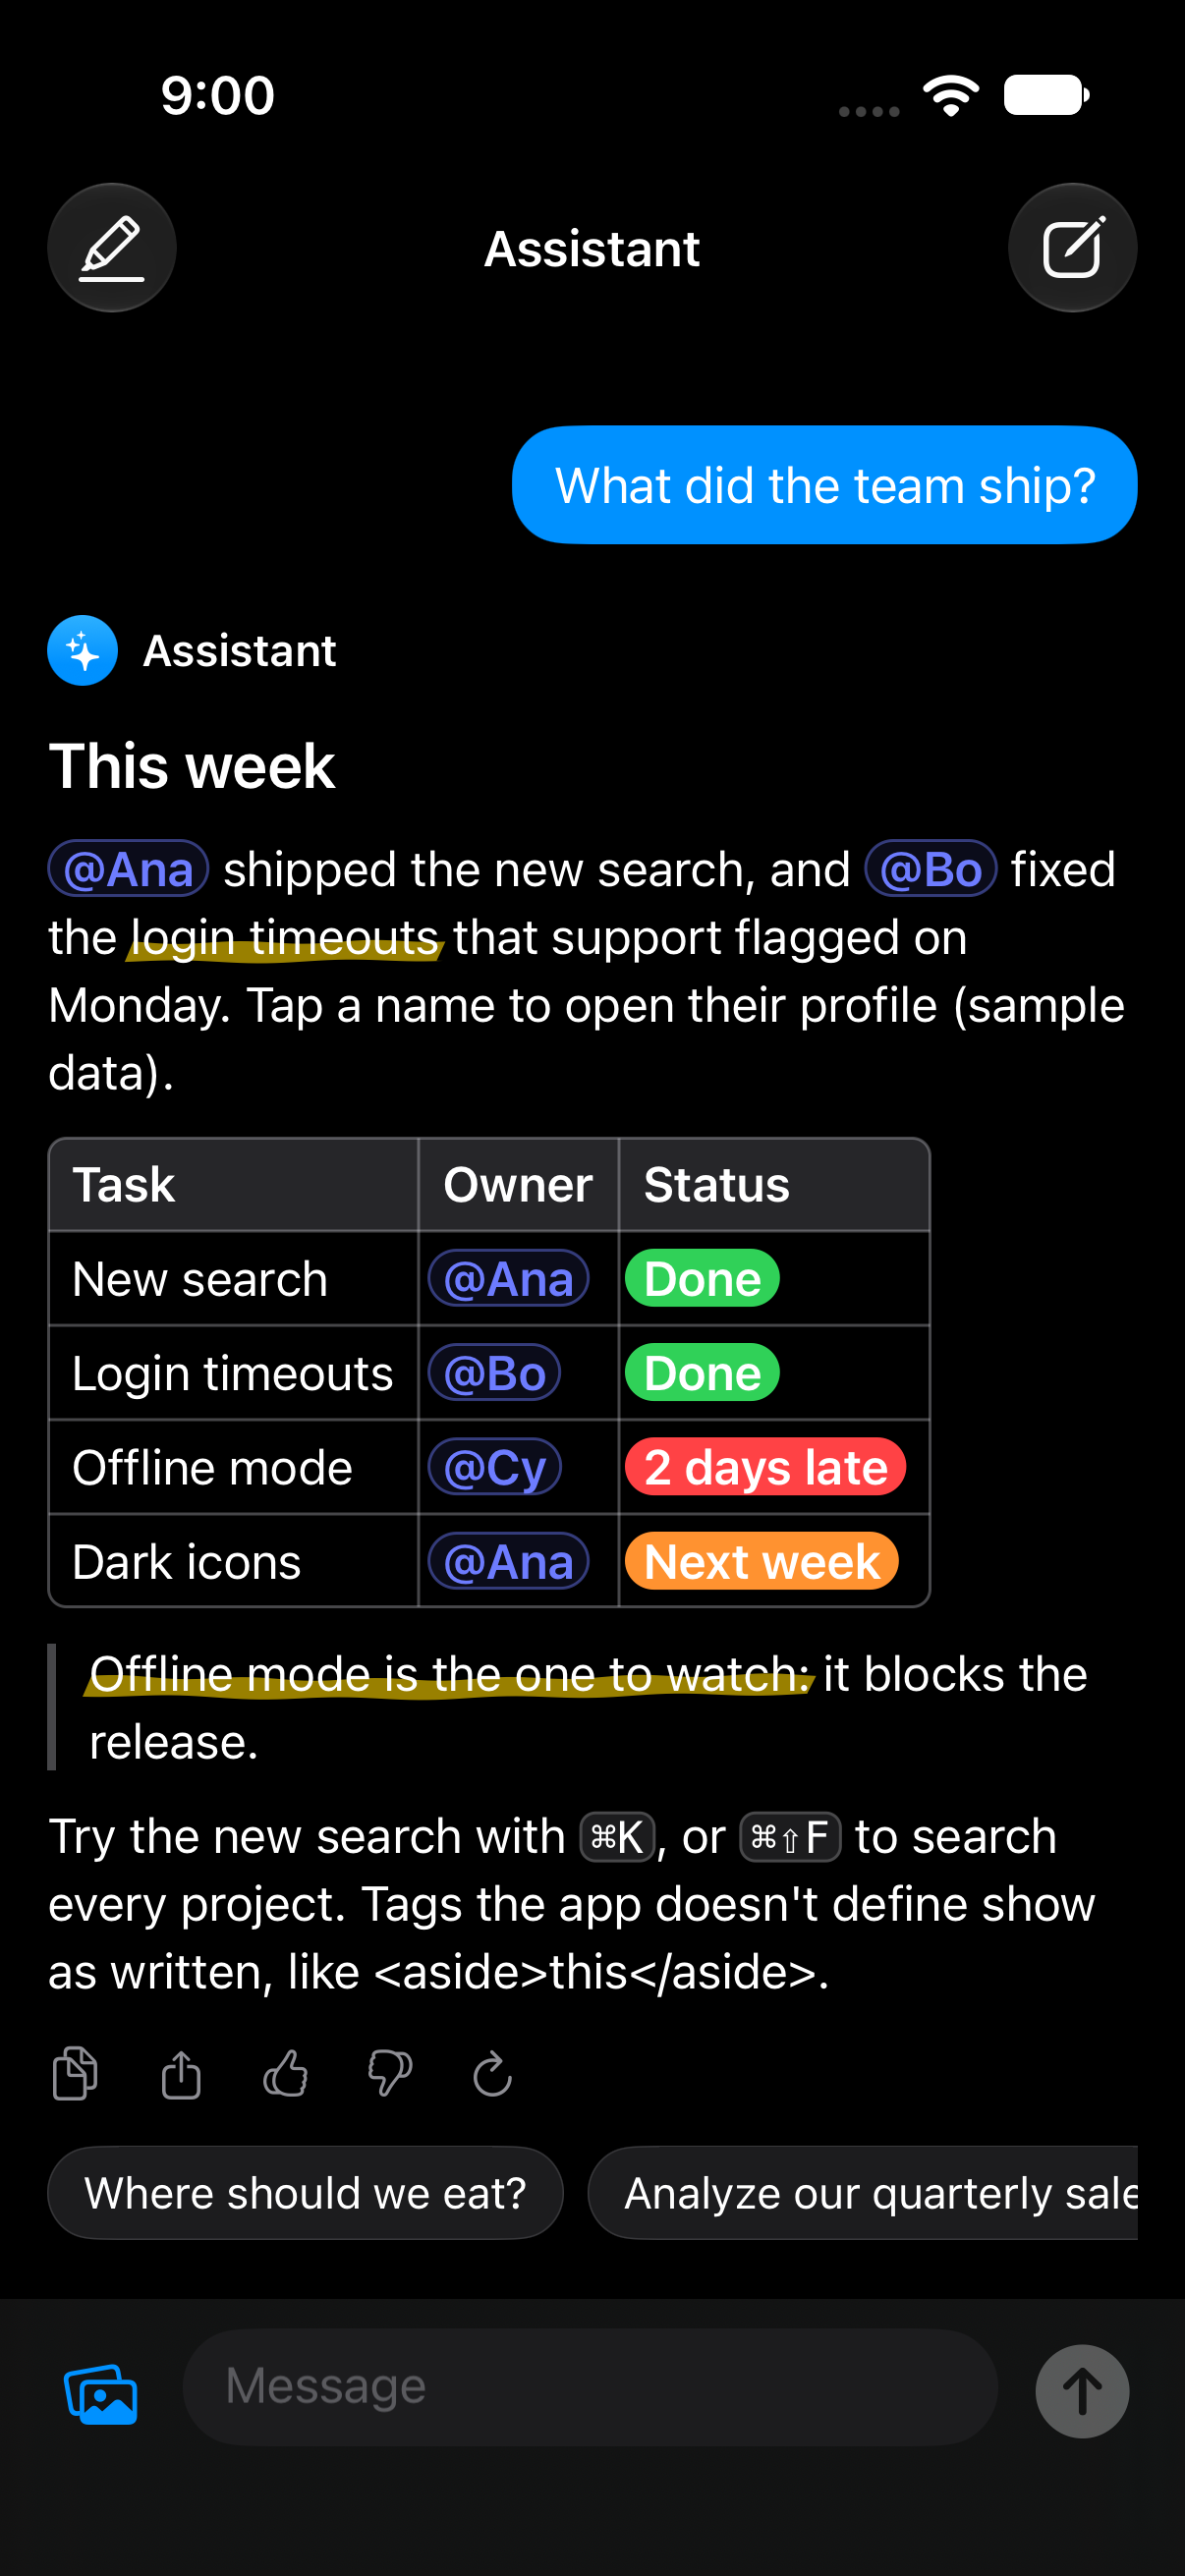 9:00
Assistant
What did the team ship?
Assistant
This week
@Ana shipped the new search, and @Bo fixed
the login timeouts that support flagged on
Monday. Tap a name to open their profile (sample
data).
Task Owner Status
New search @Ana Done
Login timeouts @Bo Done
Offline mode @Cy 2 days late
Dark icons @Ana Next week
Offline mode is the one to watch: it blocks the
release.
Try the new search with ⌘K, or ⌘⇧F to search
every project. Tags the app doesn't define show
as written, like <aside>this</aside>.
Where should we eat? Analyze our quarterly sale
Message